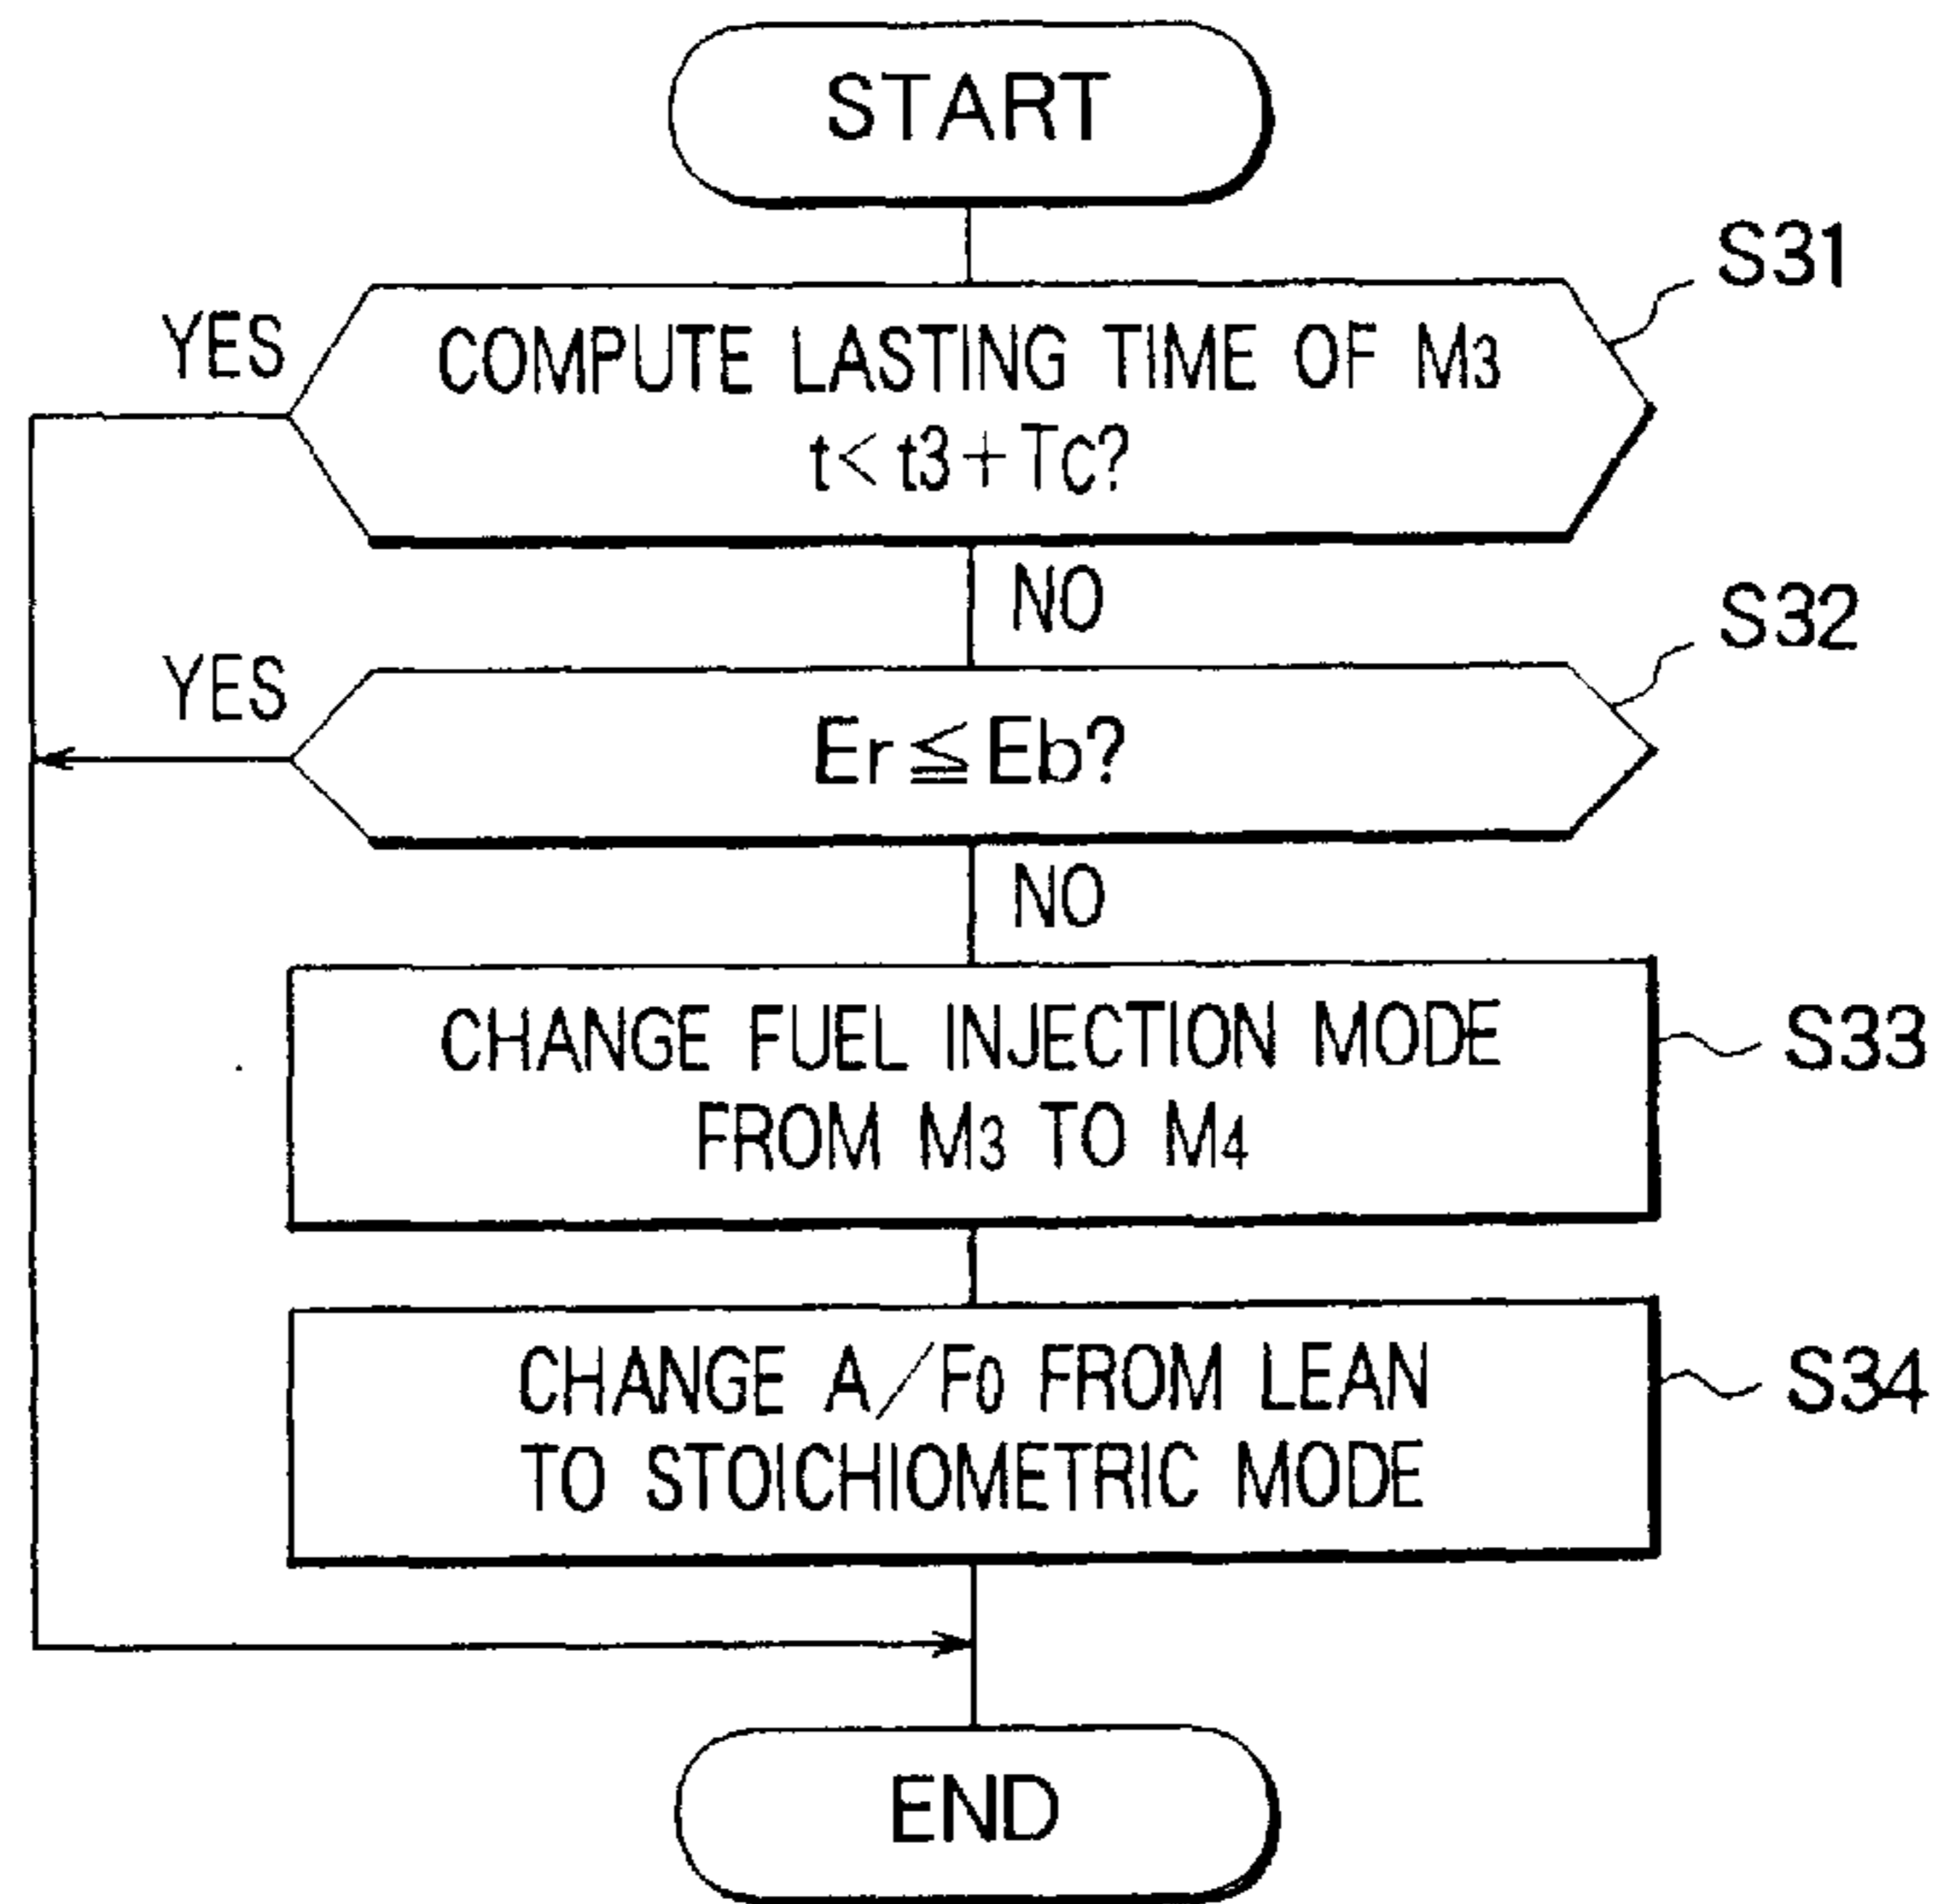 START
S31
YES
COMPUTE LASTING TIME OF M3
t< t3+Tc?
NO
S32
YES
Er≦Eb?
NO
CHANGE FUEL INJECTION MODE
FROM M3 TO M4
S33
CHANGE A/F0 FROM LEAN
TO STOICHIOMETRIC MODE
S34
END